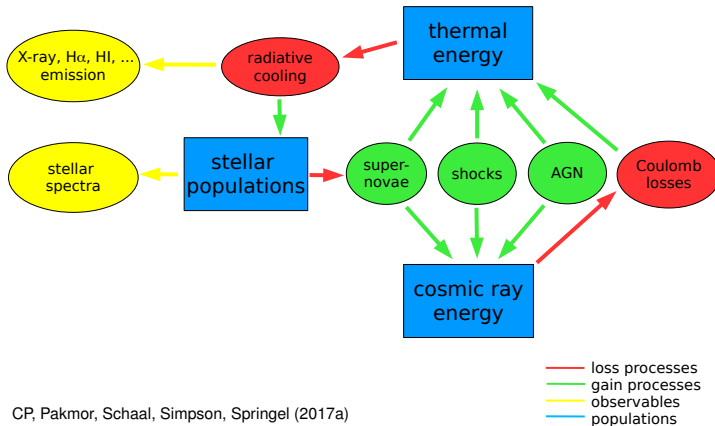 thermal
energy
X-ray, Hα, HI, ...
emission
radiative
cooling
stellar
spectra
stellar
populations
super-
novae
shocks
AGN
Coulomb
losses
cosmic ray
energy
loss processes
gain processes
observables
populations
CP, Pakmor, Schaal, Simpson, Springel (2017a)